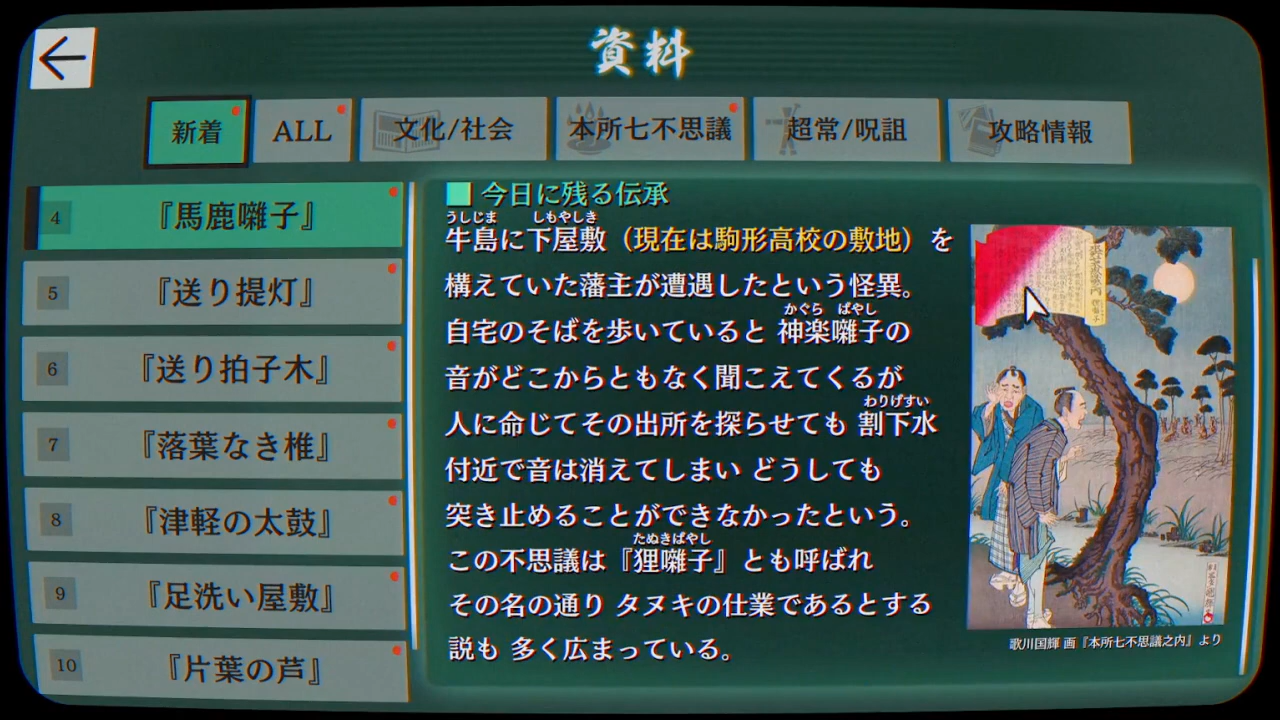 資料
新着
ALL
文化/社会
本所七不思議
超常/呪詛
攻略情報
4
『馬鹿囃子』
5
『送り提灯』
6
『送り拍子木』
7
『落葉なき椎』
8
『津軽の太鼓』
9
『足洗い屋敷』
10
『片葉の芦』
今日に残る伝承
うしじま しもやしき
牛島に下屋敷（現在は駒形高校の敷地）を
構えていた藩主が遭遇したという怪異。
かぐら ばやし
自宅のそばを歩いていると 神楽囃子の
音がどこからともなく聞こえてくるが
わりげすい
人に命じてその出所を探らせても 割下水
付近で音は消えてしまい どうしても
突き止めることができなかったという。
たぬきばやし
この不思議は『狸囃子』とも呼ばれ
その名の通り タヌキの仕業であるとする
説も 多く広まっている。
歌川国輝 画『本所七不思議之内』より